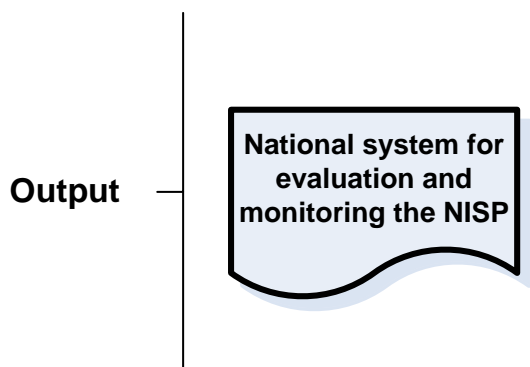 Output
National system for
evaluation and
monitoring the NISP